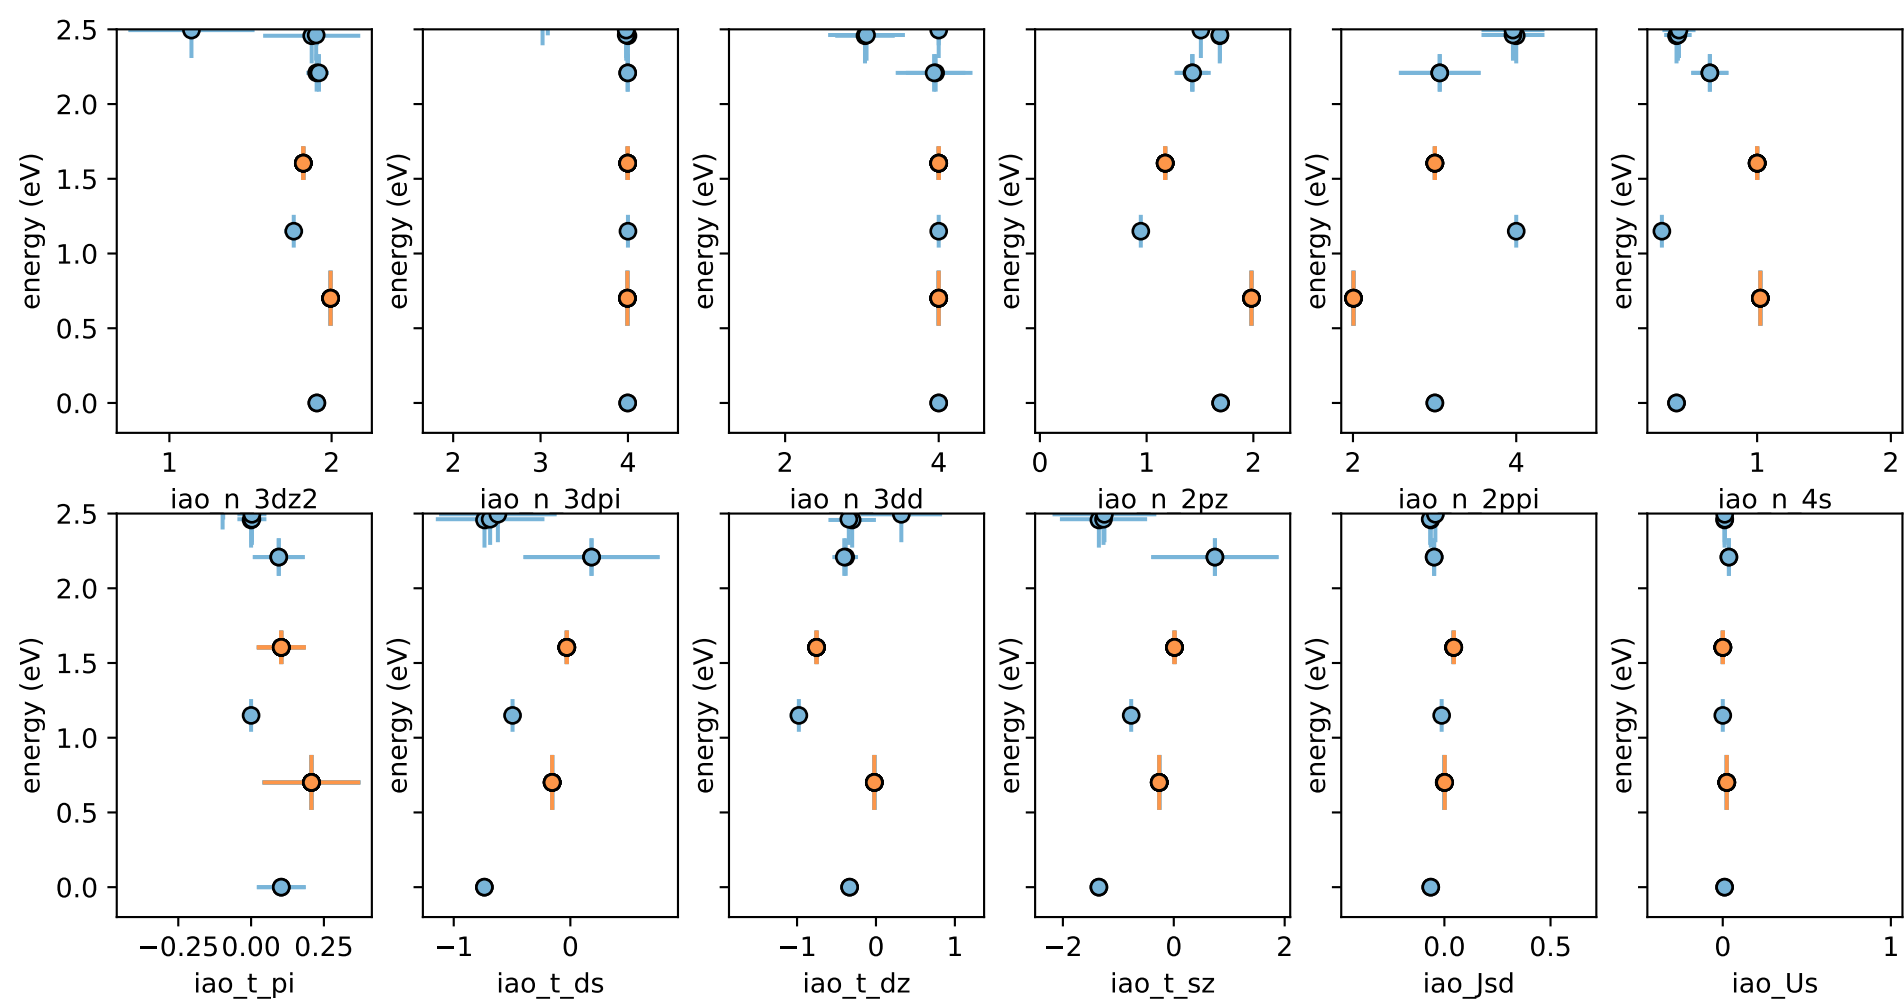 2.5
2.0
1.5
1.0
0.5
0.0
energy (eV)
energy (eV)
energy (eV)
energy (eV)
energy (eV)
energy (eV)
1 2
2 3 4
2 4
0 1 2
2 4
1 2
iao_n_3dz2
iao_n_3dpi
iao_n_3dd
iao_n_2pz
iao_n_2ppi
iao_n_4s
2.5
2.0
1.5
1.0
0.5
0.0
energy (eV)
energy (eV)
energy (eV)
energy (eV)
energy (eV)
energy (eV)
−0.25 0.00 0.25
−1 0
−1 0 1
−2 0 2
0.0 0.5
0 1
iao_t_pi
iao_t_ds
iao_t_dz
iao_t_sz
iao_Jsd
iao_Us